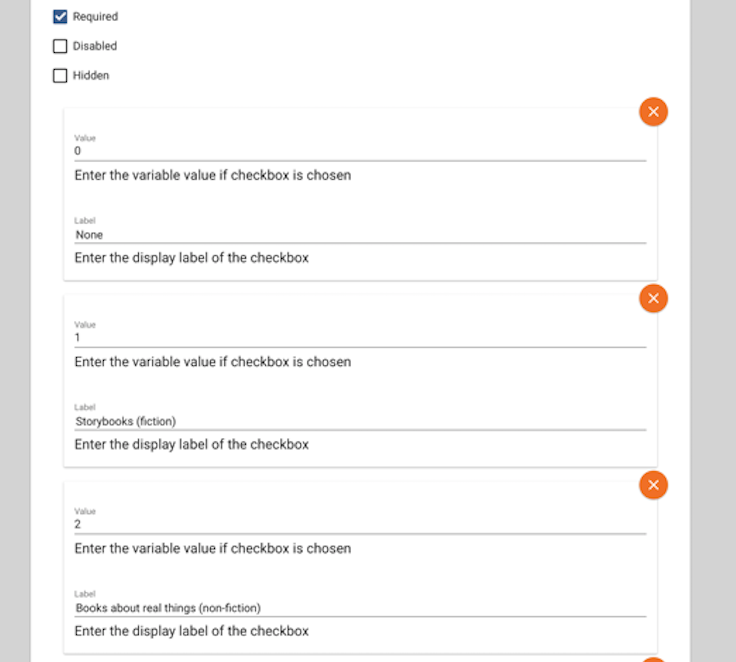 Required
Disabled
Hidden
Value
0
Enter the variable value if checkbox is chosen
Label
None
Enter the display label of the checkbox
Value
1
Enter the variable value if checkbox is chosen
Label
Storybooks (fiction)
Enter the display label of the checkbox
Value
2
Enter the variable value if checkbox is chosen
Label
Books about real things (non-fiction)
Enter the display label of the checkbox